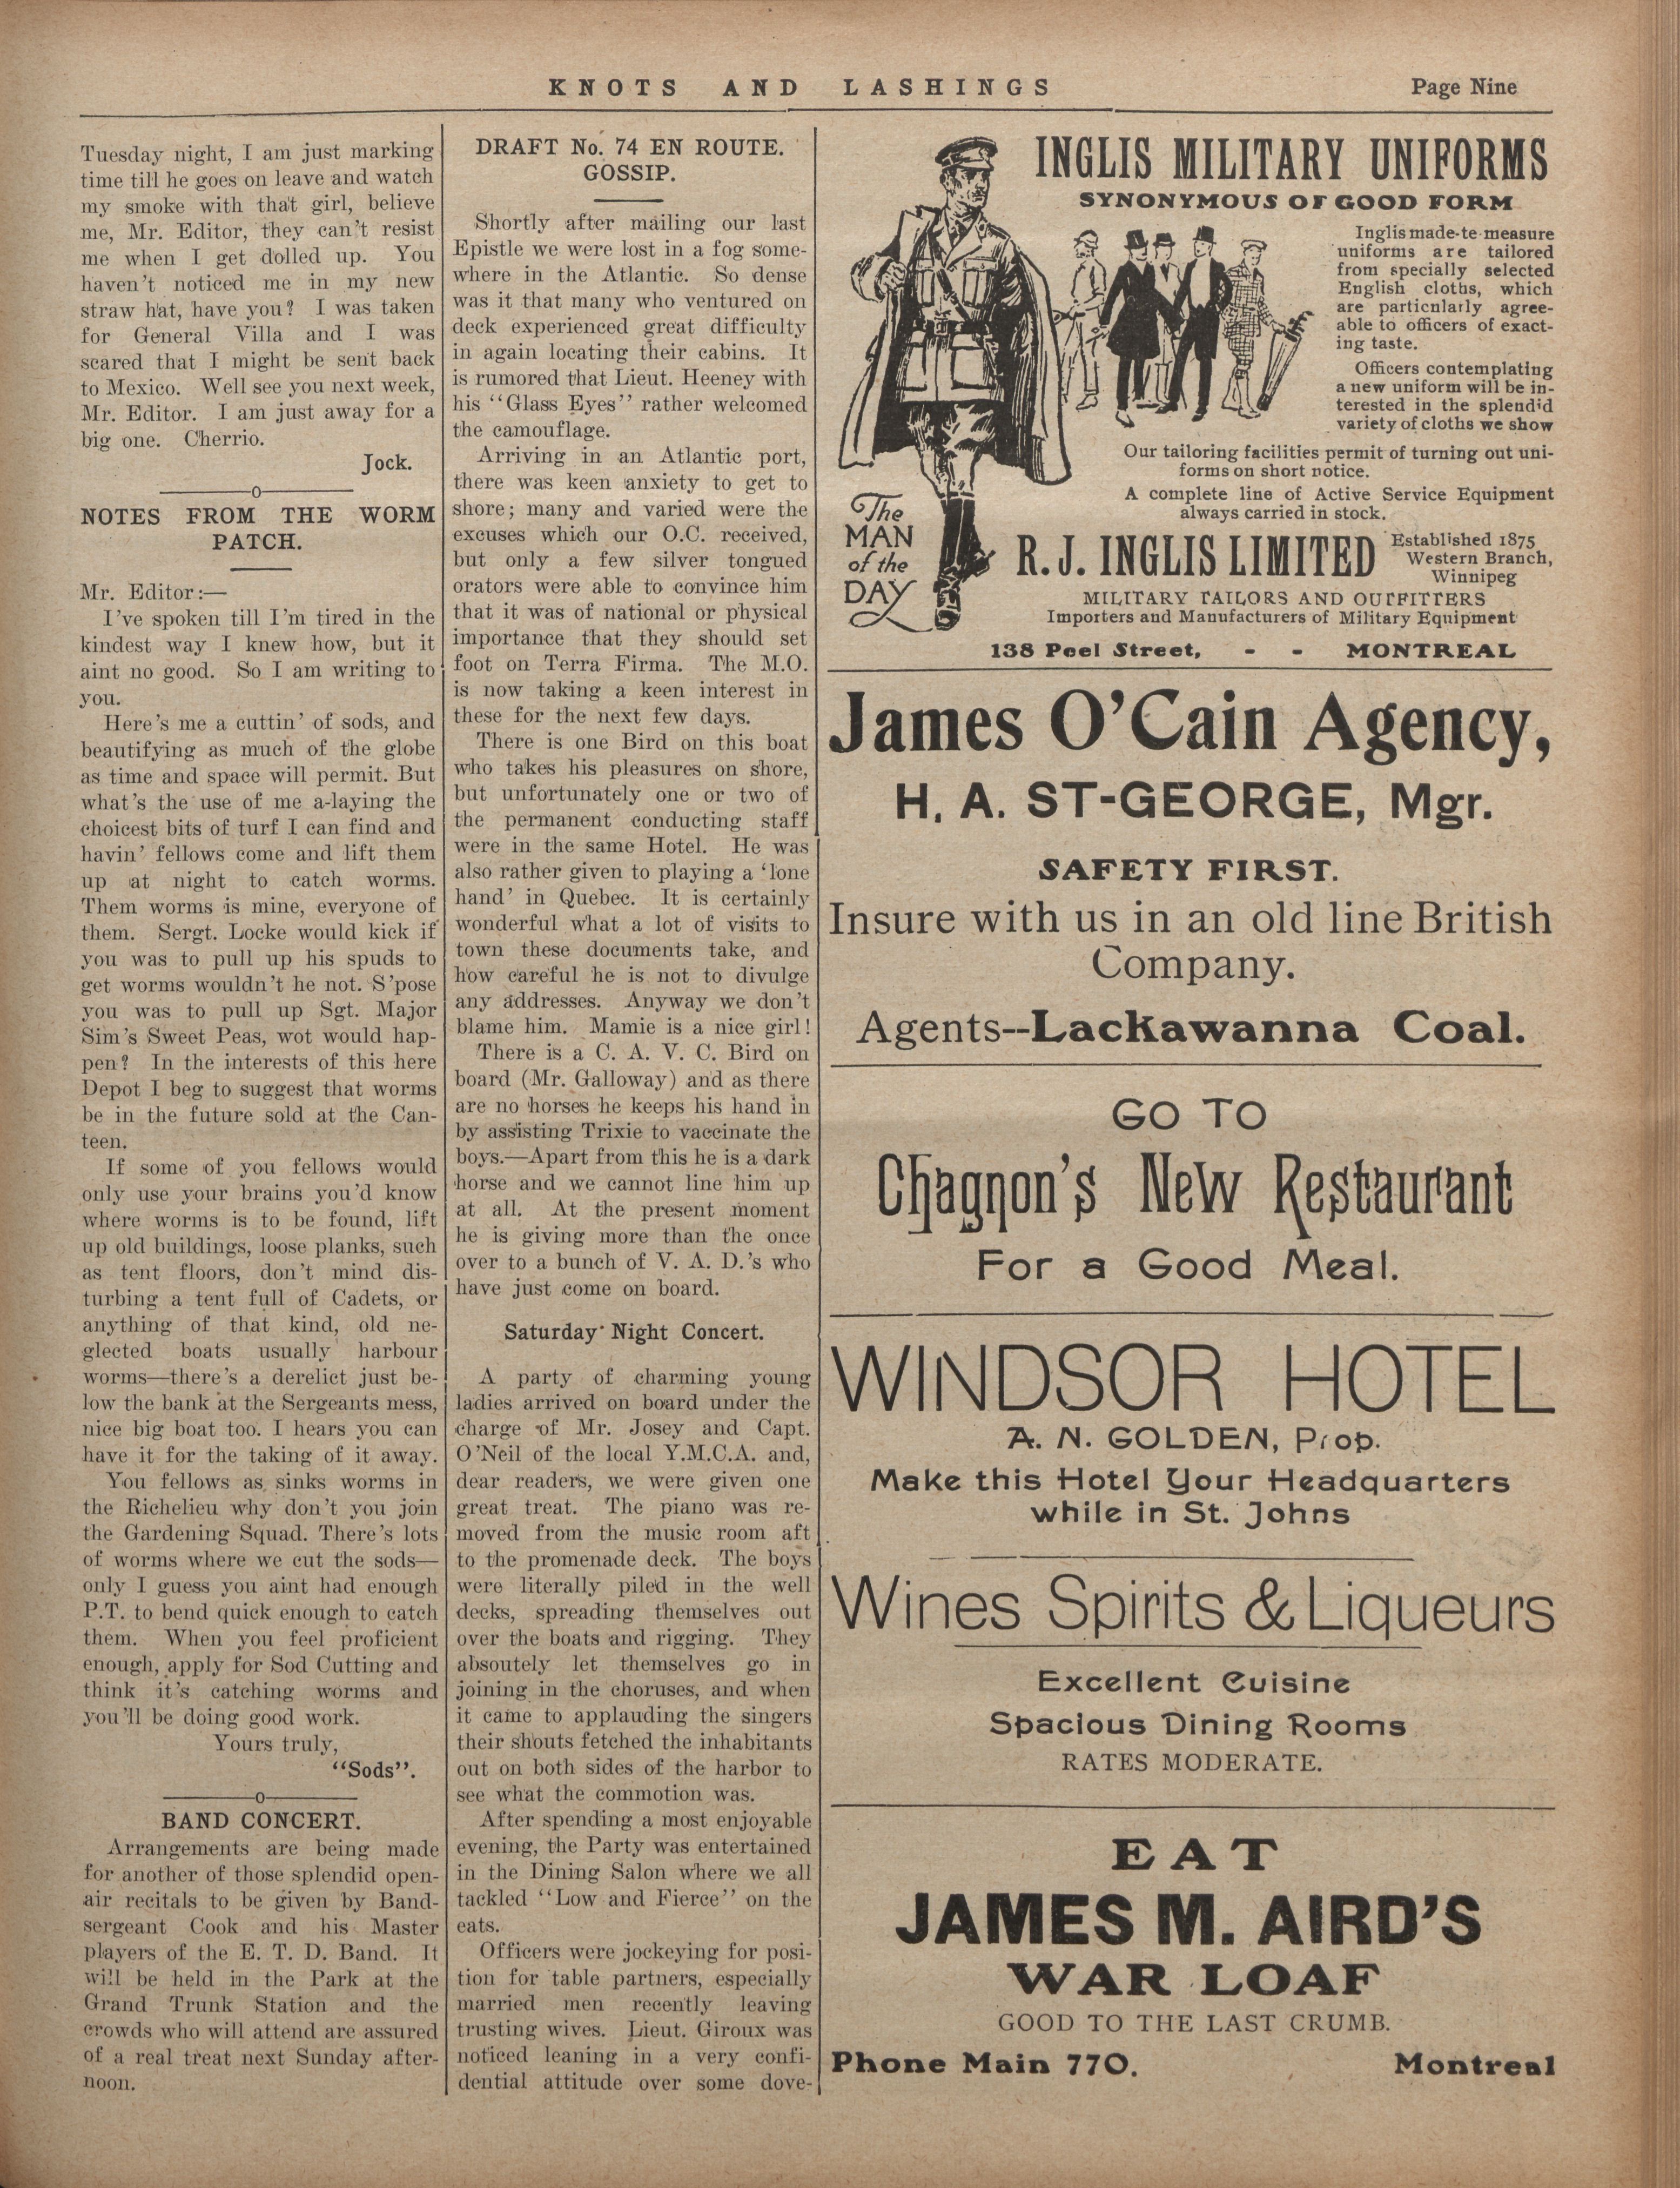 KNOTS AND LASHINGS
Page Nine
Tuesday night, I am just marking
time till he goes on leave and watch
my smoke with that girl, believe
me, Mr. Editor, they can't resist
me when I get dolled up. You
haven't noticed me in my new
straw hat, have you? I was taken
for General Villa and I was
scared that I might be sent back
to Mexico. Well see you next week,
Mr. Editor. I am just away for a
big one. Cherrio.
Jock.
NOTES FROM THE WORM
PATCH.
Mr. Editor:—
I've spoken till I'm tired in the
kindest way I knew how, but it
aint no good. So I am writing to
you.
Here's me a cuttin' of sods, and
beautifying as much of the globe
as time and space will permit. But
what's the use of me a-laying the
choicest bits of turf I can find and
havin' fellows come and lift them
up at night to catch worms.
Them worms is mine, everyone of
them. Sergt. Locke would kick if
you was to pull up his spuds to
get worms wouldn't he not. S'pose
you was to pull up Sgt. Major
Sim's Sweet Peas, wot would hap-
pen? In the interests of this here
Depot I beg to suggest that worms
be in the future sold at the Can-
teen.
If some of you fellows would
only use your brains you'd know
where worms is to be found, lift
up old buildings, loose planks, such
as tent floors, don't mind dis-
turbing a tent full of Cadets, or
anything of that kind, old ne-
glected boats usually harbour
worms—there's a derelict just be-
low the bank at the Sergeants mess,
nice big boat too. I hears you can
have it for the taking of it away.
You fellows as sinks worms in
the Richelieu why don't you join
the Gardening Squad. There's lots
of worms where we cut the sods—
only I guess you aint had enough
P.T. to bend quick enough to catch
them. When you feel proficient
enough, apply for Sod Cutting and
think it's catching worms and
you'll be doing good work.
Yours truly,
"Sods".
BAND CONCERT.
Arrangements are being made
for another of those splendid open-
air recitals to be given by Band-
sergeant Cook and his Master
players of the E. T. D. Band. It
will be held in the Park at the
Grand Trunk Station and the
crowds who will attend are assured
of a real treat next Sunday after-
noon.
DRAFT No. 74 EN ROUTE.
GOSSIP.
Shortly after mailing our last
Epistle we were lost in a fog some-
where in the Atlantic. So dense
was it that many who ventured on
deck experienced great difficulty
in again locating their cabins. It
is rumored that Lieut. Heeney with
his "Glass Eyes" rather welcomed
the camouflage.
Arriving in an Atlantic port,
there was keen anxiety to get to
shore; many and varied were the
excuses which our O.C. received,
but only a few silver tongued
orators were able to convince him
that it was of national or physical
importance that they should set
foot on Terra Firma. The M.O.
is now taking a keen interest in
these for the next few days.
There is one Bird on this boat
who takes his pleasures on shore,
but unfortunately one or two of
the permanent conducting staff
were in the same Hotel. He was
also rather given to playing a 'lone
hand' in Quebec. It is certainly
wonderful what a lot of visits to
town these documents take, and
how careful he is not to divulge
any addresses. Anyway we don't
blame him. Mamie is a nice girl!
There is a C. A. V. C. Bird on
board (Mr. Galloway) and as there
are no horses he keeps his hand in
by assisting Trixie to vaccinate the
boys.—Apart from this he is a dark
horse and we cannot line him up
at all. At the present moment
he is giving more than the once
over to a bunch of V. A. D.'s who
have just come on board.
Saturday Night Concert.
A party of charming young
ladies arrived on board under the
charge of Mr. Josey and Capt.
O'Neil of the local Y.M.C.A. and,
dear readers, we were given one
great treat. The piano was re-
moved from the music room aft
to the promenade deck. The boys
were literally piled in the well
decks, spreading themselves out
over the boats and rigging. They
absoutely let themselves go in
joining in the choruses, and when
it came to applauding the singers
their shouts fetched the inhabitants
out on both sides of the harbor to
see what the commotion was.
After spending a most enjoyable
evening, the Party was entertained
in the Dining Salon where we all
tackled "Low and Fierce" on the
eats.
Officers were jockeying for posi-
tion for table partners, especially
married men recently leaving
trusting wives. Lieut. Giroux was
noticed leaning in a very confi-
dential attitude over some dove-
INGLIS MILITARY UNIFORMS
SYNONYMOUS OF GOOD FORM
Inglis made-te-measure
uniforms are tailored
from specially selected
English cloths, which
are particnlarly agree-
able to officers of exact-
ing taste.
Officers contemplating
a new uniform will be in-
terested in the splendid
variety of cloths we show
Our tailoring facilities permit of turning out uni-
forms on short notice.
A complete line of Active Service Equipment
always carried in stock.
The
MAN
of the
DAY
R. J. INGLIS LIMITED
Established 1875
Western Branch,
Winnipeg
MILITARY TAILORS AND OUTFITTERS
Importers and Manufacturers of Military Equipment
138 Peel Street, - - MONTREAL
James O'Cain Agency,
H. A. ST-GEORGE, Mgr.
SAFETY FIRST.
Insure with us in an old line British
Company.
Agents--Lackawanna Coal.
GO TO
Chagnon's New Restaurant
For a Good Meal.
WINDSOR HOTEL
A. N. GOLDEN, Prop.
Make this Hotel Your Headquarters
while in St. Johns
Wines Spirits & Liqueurs
Excellent Cuisine
Spacious Dining Rooms
RATES MODERATE.
EAT
JAMES M. AIRD'S
WAR LOAF
GOOD TO THE LAST CRUMB.
Phone Main 770. Montreal